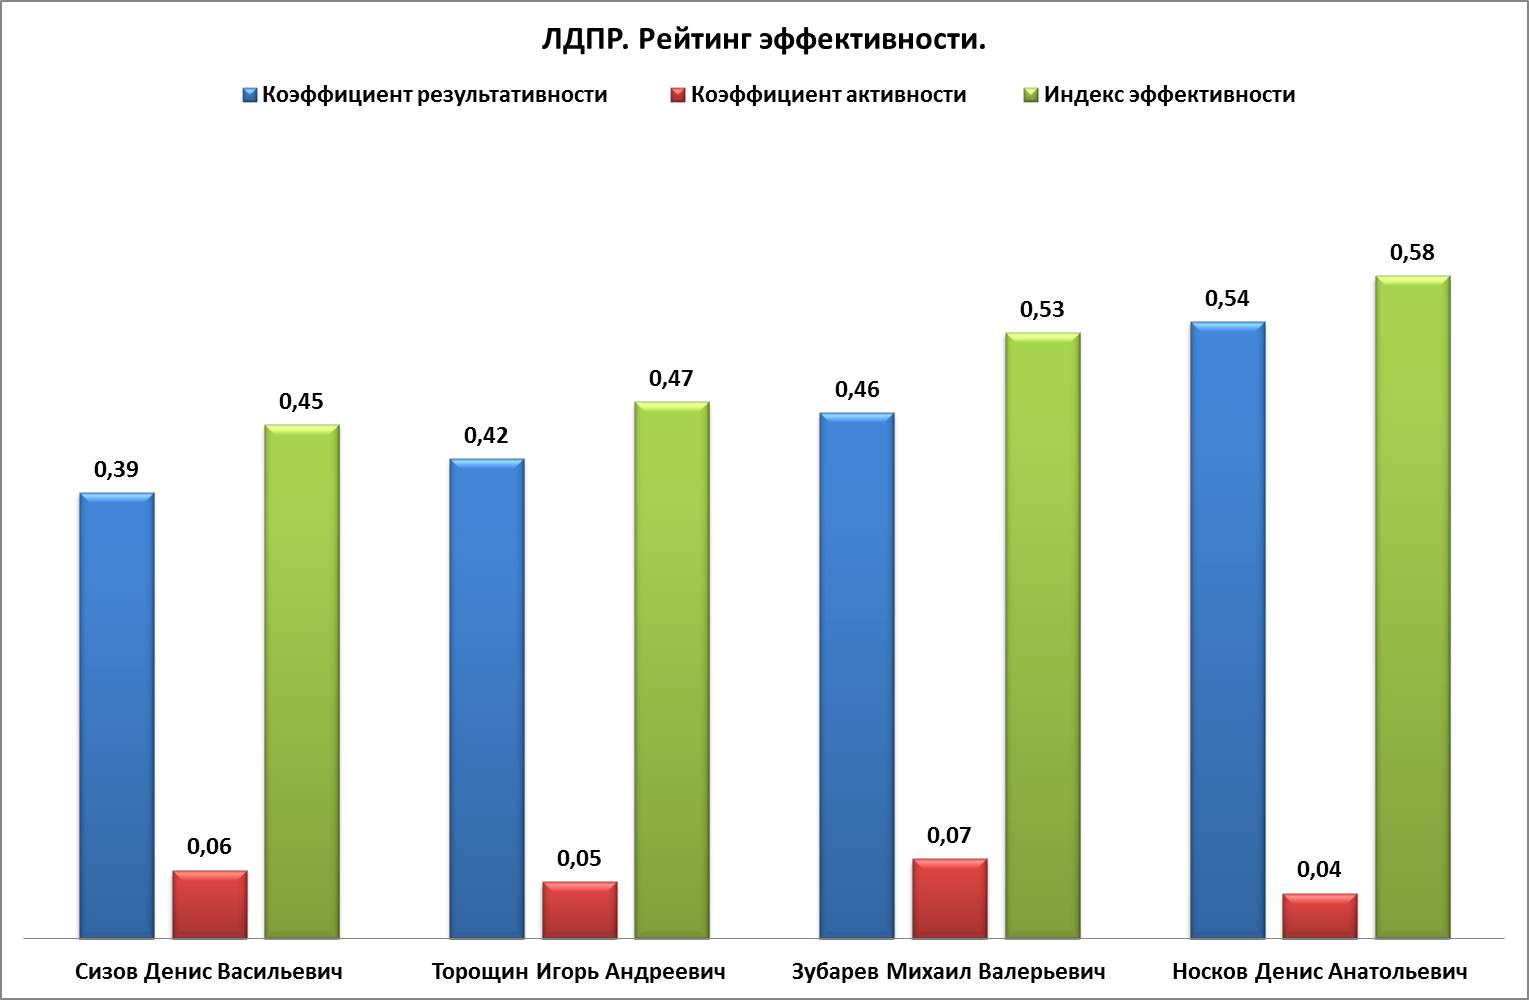 ЛДПР. Рейтинг эффективности.
Коэффициент результативности Коэффициент активности Индекс эффективности
0,39 0,06 0,45 0,42 0,05 0,47 0,46 0,07 0,53 0,54 0,04 0,58
Сизов Денис Васильевич Торощин Игорь Андреевич Зубарев Михаил Валерьевич Носков Денис Анатольевич